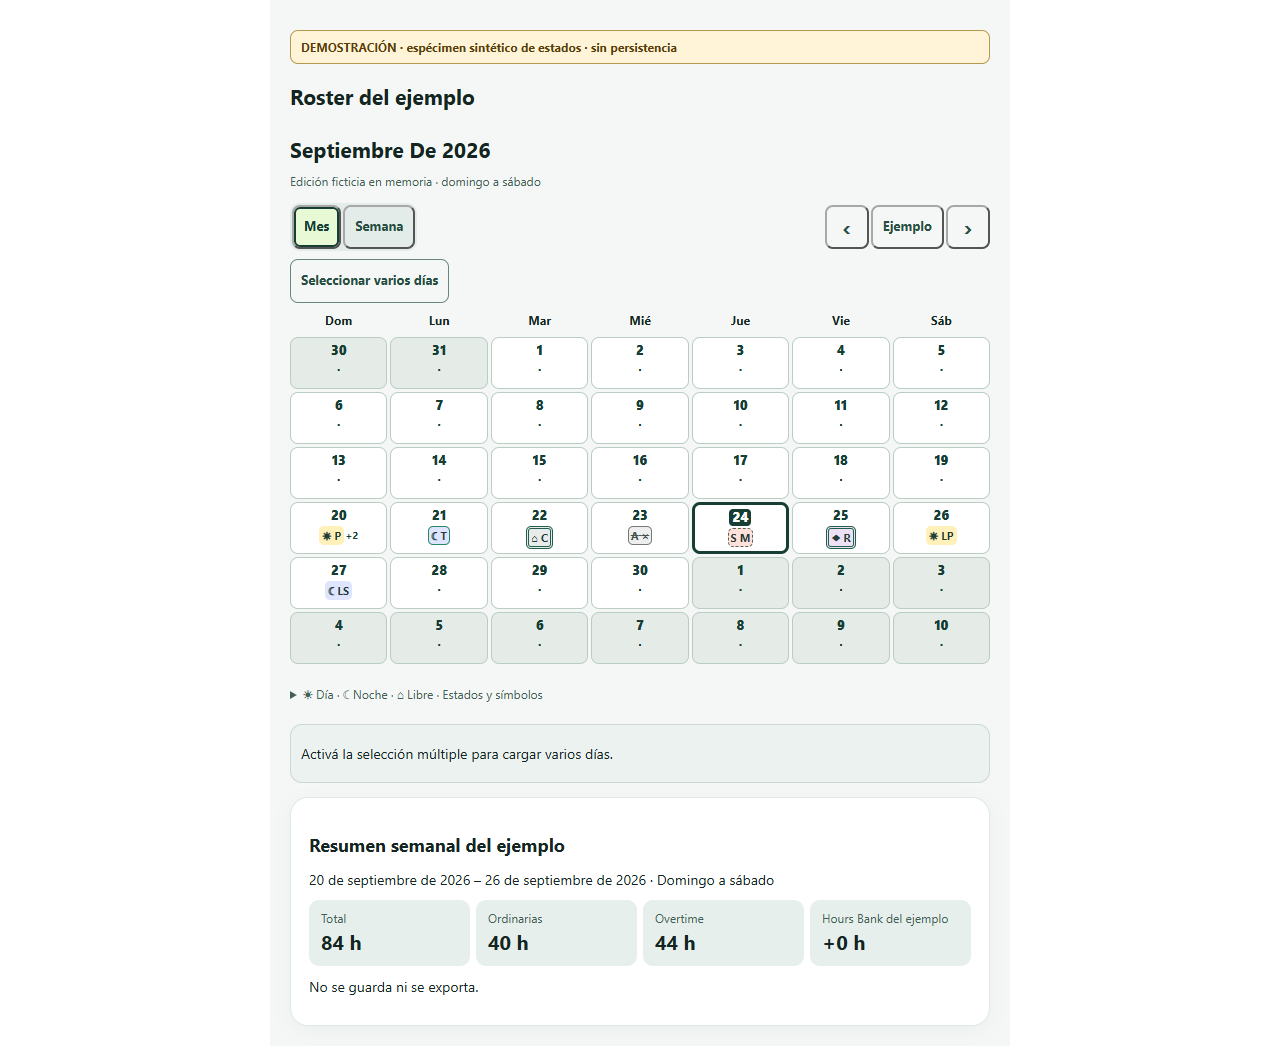 DEMOSTRACIÓN · espécimen sintético de estados · sin persistencia
Roster del ejemplo
Septiembre De 2026
Edición ficticia en memoria · domingo a sábado
Mes Semana ‹ Ejemplo ›
Seleccionar varios días
Dom Lun Mar Mié Jue Vie Sáb
30 31 1 2 3 4 5
· · · · · · ·
6 7 8 9 10 11 12
· · · · · · ·
13 14 15 16 17 18 19
· · · · · · ·
20 21 22 23 24 25 26
☀ P +2 ☾ T ⌂ C A × S M ◆ R ☀ LP
27 28 29 30 1 2 3
☾ LS · · · · · ·
4 5 6 7 8 9 10
· · · · · · ·
▶ ☀ Día · ☾ Noche · ⌂ Libre · Estados y símbolos
Activá la selección múltiple para cargar varios días.
Resumen semanal del ejemplo
20 de septiembre de 2026 – 26 de septiembre de 2026 · Domingo a sábado
Total Ordinarias Overtime Hours Bank del ejemplo
84 h 40 h 44 h +0 h
No se guarda ni se exporta.